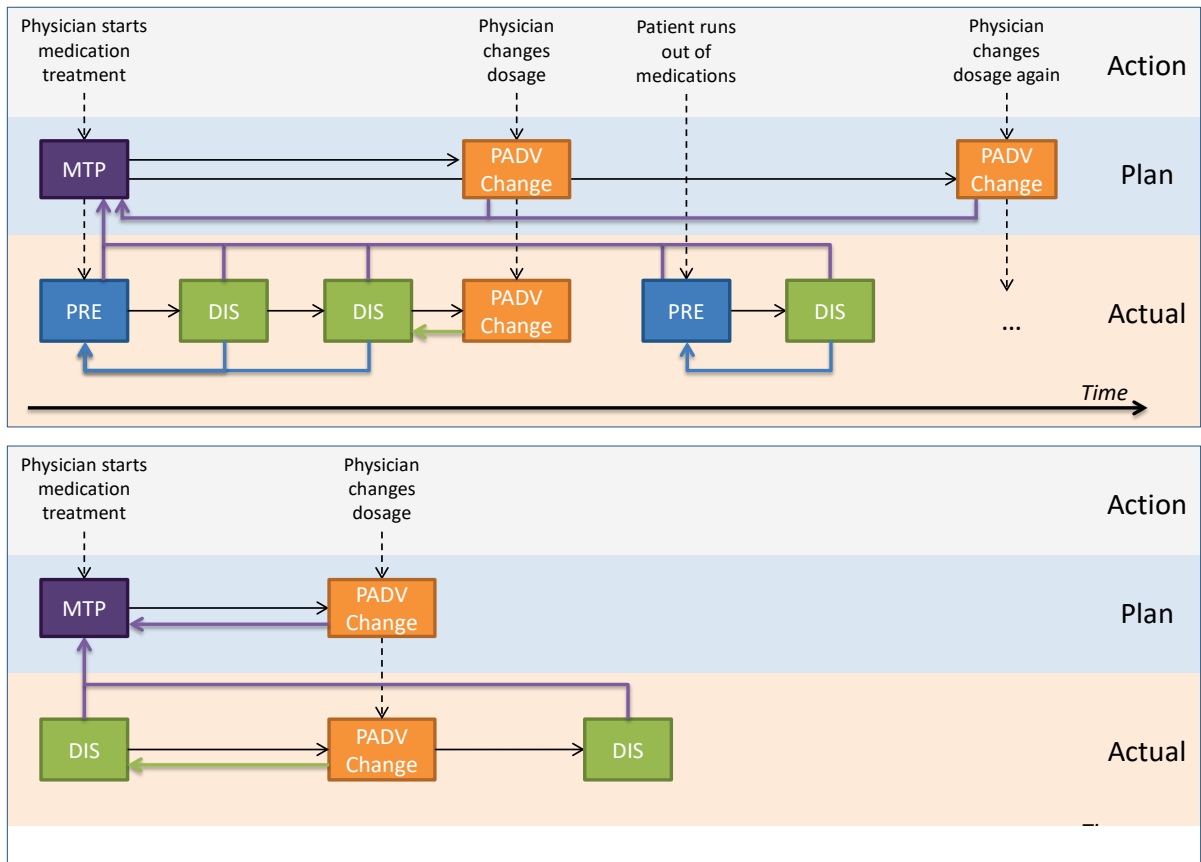 Physician starts
medication
treatment
Physician
changes
dosage
Patient runs
out of
medications
Physician
changes
dosage again
Action
MTP
PADV
Change
PADV
Change
Plan
PRE
DIS
DIS
PADV
Change
PRE
DIS
...
Actual
Time
Physician starts
medication
treatment
Physician
changes
dosage
Action
MTP
PADV
Change
Plan
DIS
PADV
Change
DIS
Actual